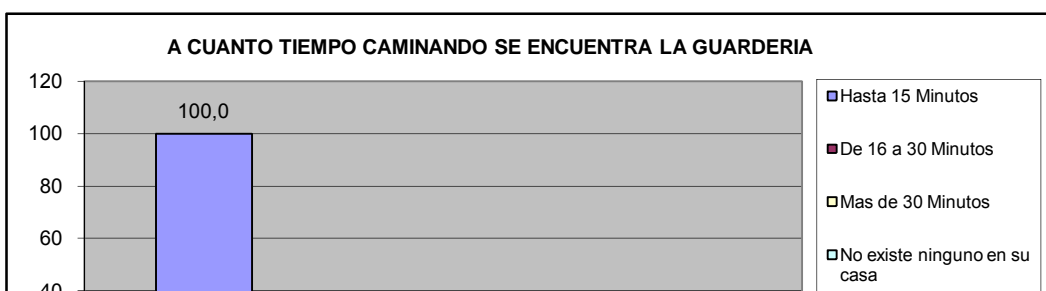 A CUANTO TIEMPO CAMINANDO SE ENCUENTRA LA GUARDERIA
120
100
80
60
40
100,0
Hasta 15 Minutos
De 16 a 30 Minutos
Mas de 30 Minutos
No existe ninguno en su
casa